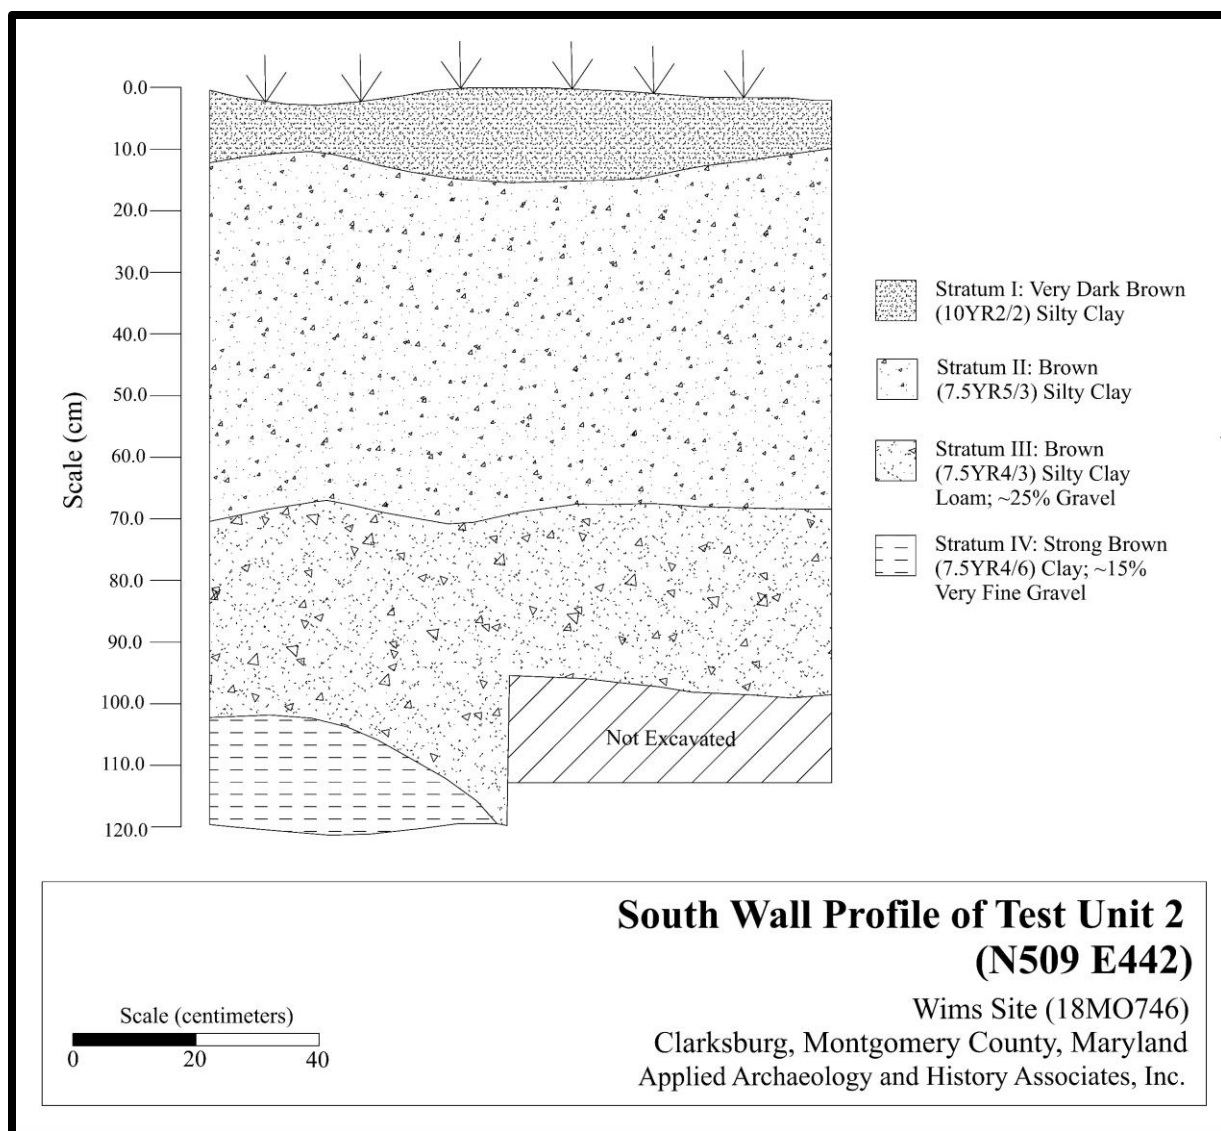 0.0
10.0
20.0
30.0
40.0
50.0
60.0
70.0
80.0
90.0
100.0
110.0
120.0
Scale (cm)
Not Excavated
Stratum I: Very Dark Brown
(10YR2/2) Silty Clay
Stratum II: Brown
(7.5YR5/3) Silty Clay
Stratum III: Brown
(7.5YR4/3) Silty Clay
Loam; ~25% Gravel
Stratum IV: Strong Brown
(7.5YR4/6) Clay; ~15%
Very Fine Gravel
South Wall Profile of Test Unit 2
(N509 E442)
Wims Site (18MO746)
Clarksburg, Montgomery County, Maryland
Applied Archaeology and History Associates, Inc.
Scale (centimeters)
0 20 40